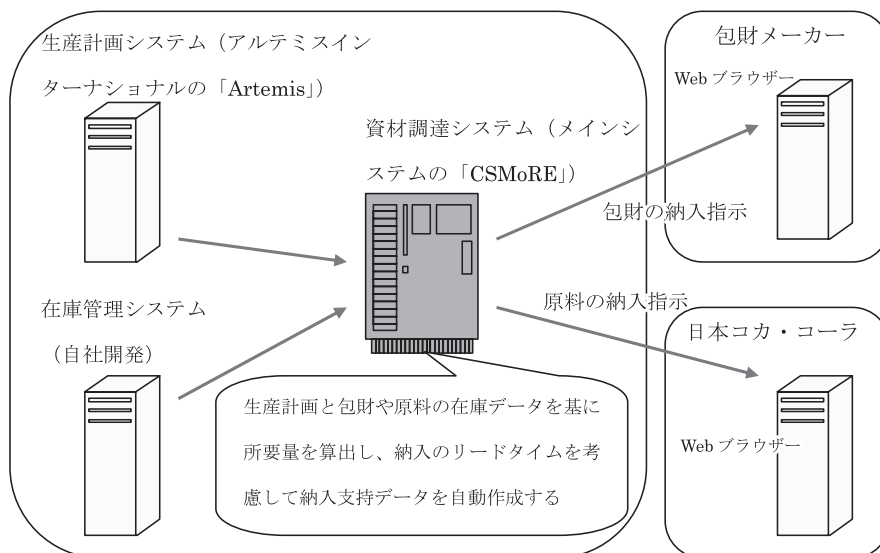 生産計画システム(アルテミスイン
ターナショナルの「Artemis」)
資材調達システム(メインシ
ステムの「CSMoRE」)
在庫管理システム
(自社開発)
生産計画と包財や原料の在庫データを基に
所要量を算出し、納入のリードタイムを考
慮して納入支持データを自動作成する
包財の納入指示
原料の納入指示
包財メーカー
Web ブラウザー
日本コカ・コーラ
Web ブラウザー